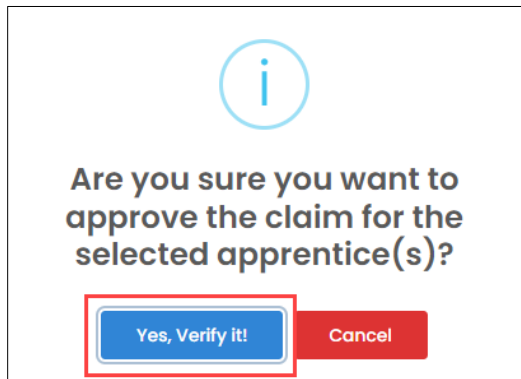 i
Are you sure you want to
approve the claim for the
selected apprentice(s)?
Yes, Verify it! Cancel